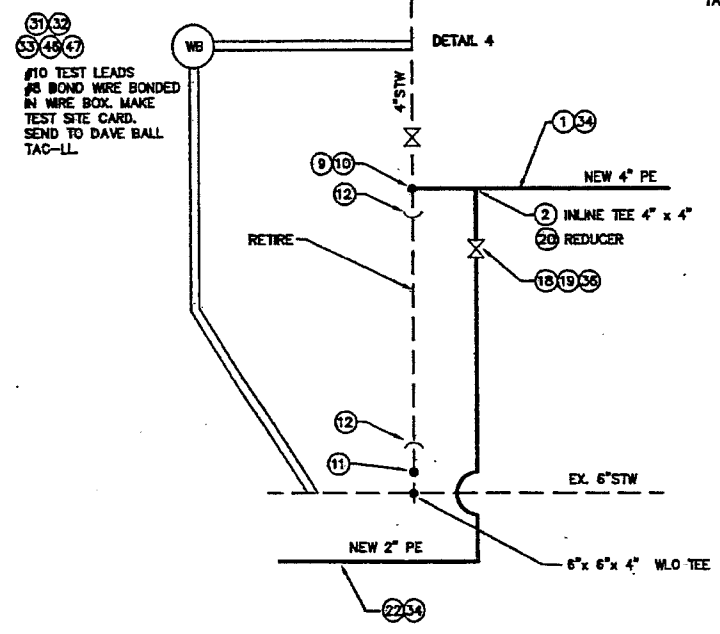 31 32
33 46 47
#10 TEST LEADS
#8 BOND WIRE BONDED
IN WIRE BOX. MAKE
TEST SITE CARD.
SEND TO DAVE BALL
TAC-LL
WB
DETAIL 4
4" STW
1 34
NEW 4" PE
9 10
12
2 INLINE TEE 4" x 4"
20 REDUCER
RETIRE
18 19 36
12
11
EX. 6" STW
NEW 2" PE
6" x 6" x 4" WLO TEE
22 34